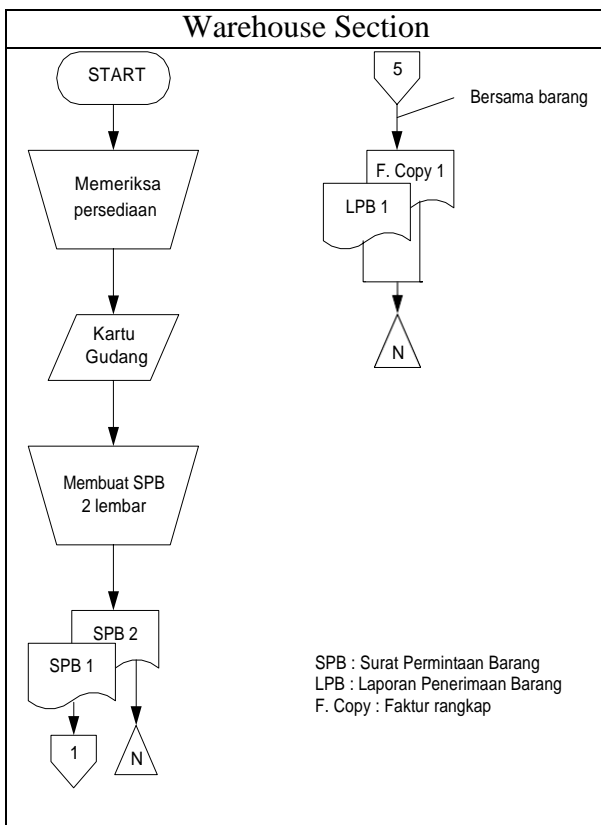 Warehouse Section
START
Memeriksa
persediaan
Kartu
Gudang
Membuat SPB
2 lembar
SPB 2
SPB 1
1
N
5
Bersama barang
F. Copy 1
LPB 1
N
SPB : Surat Permintaan Barang
LPB : Laporan Penerimaan Barang
F. Copy : Faktur rangkap